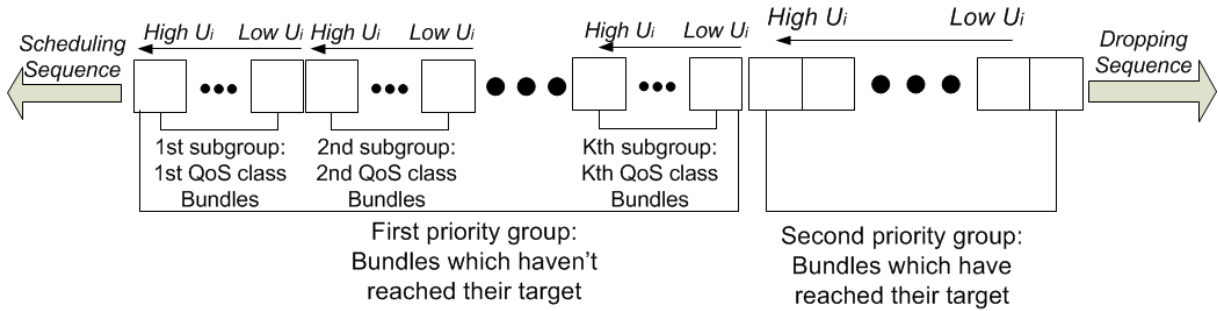 Scheduling
Sequence
High Ui
Low Ui
High Ui
Low Ui
High Ui
Low Ui
High Ui
Low Ui
Dropping
Sequence
1st subgroup:
1st QoS class
Bundles
2nd subgroup:
2nd QoS class
Bundles
Kth subgroup:
Kth QoS class
Bundles
First priority group:
Bundles which haven't
reached their target
Second priority group:
Bundles which have
reached their target